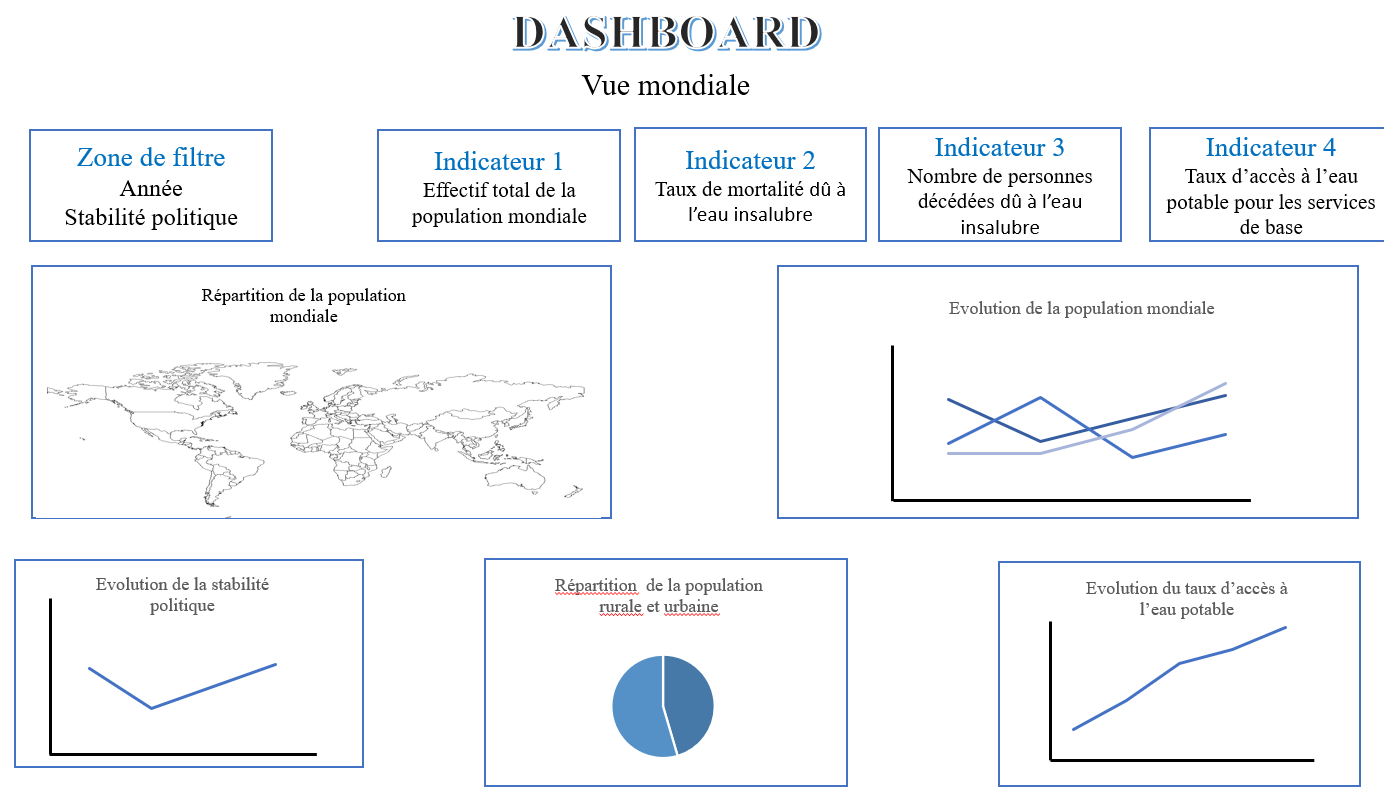 DASHBOARD
Vue mondiale
Zone de filtre
Année
Stabilité politique
Indicateur 1
Effectif total de la
population mondiale
Indicateur 2
Taux de mortalité dû à
l’eau insalubre
Indicateur 3
Nombre de personnes
décédées dû à l’eau
insalubre
Indicateur 4
Taux d’accès à l’eau
potable pour les services
de base
Répartition de la population
mondiale
Evolution de la population mondiale
Evolution de la stabilité
politique
Répartition de la population
rurale et urbaine
Evolution du taux d’accès à
l’eau potable